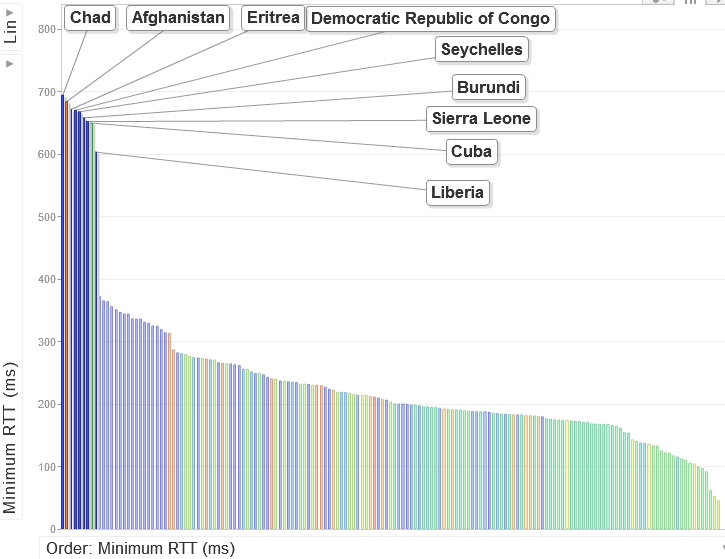 Lin
Chad
Afghanistan
Eritrea
Democratic Republic of Congo
Seychelles
Burundi
Sierra Leone
Cuba
Liberia
800
700
600
500
400
300
200
100
0
Minimum RTT (ms)
Order: Minimum RTT (ms)